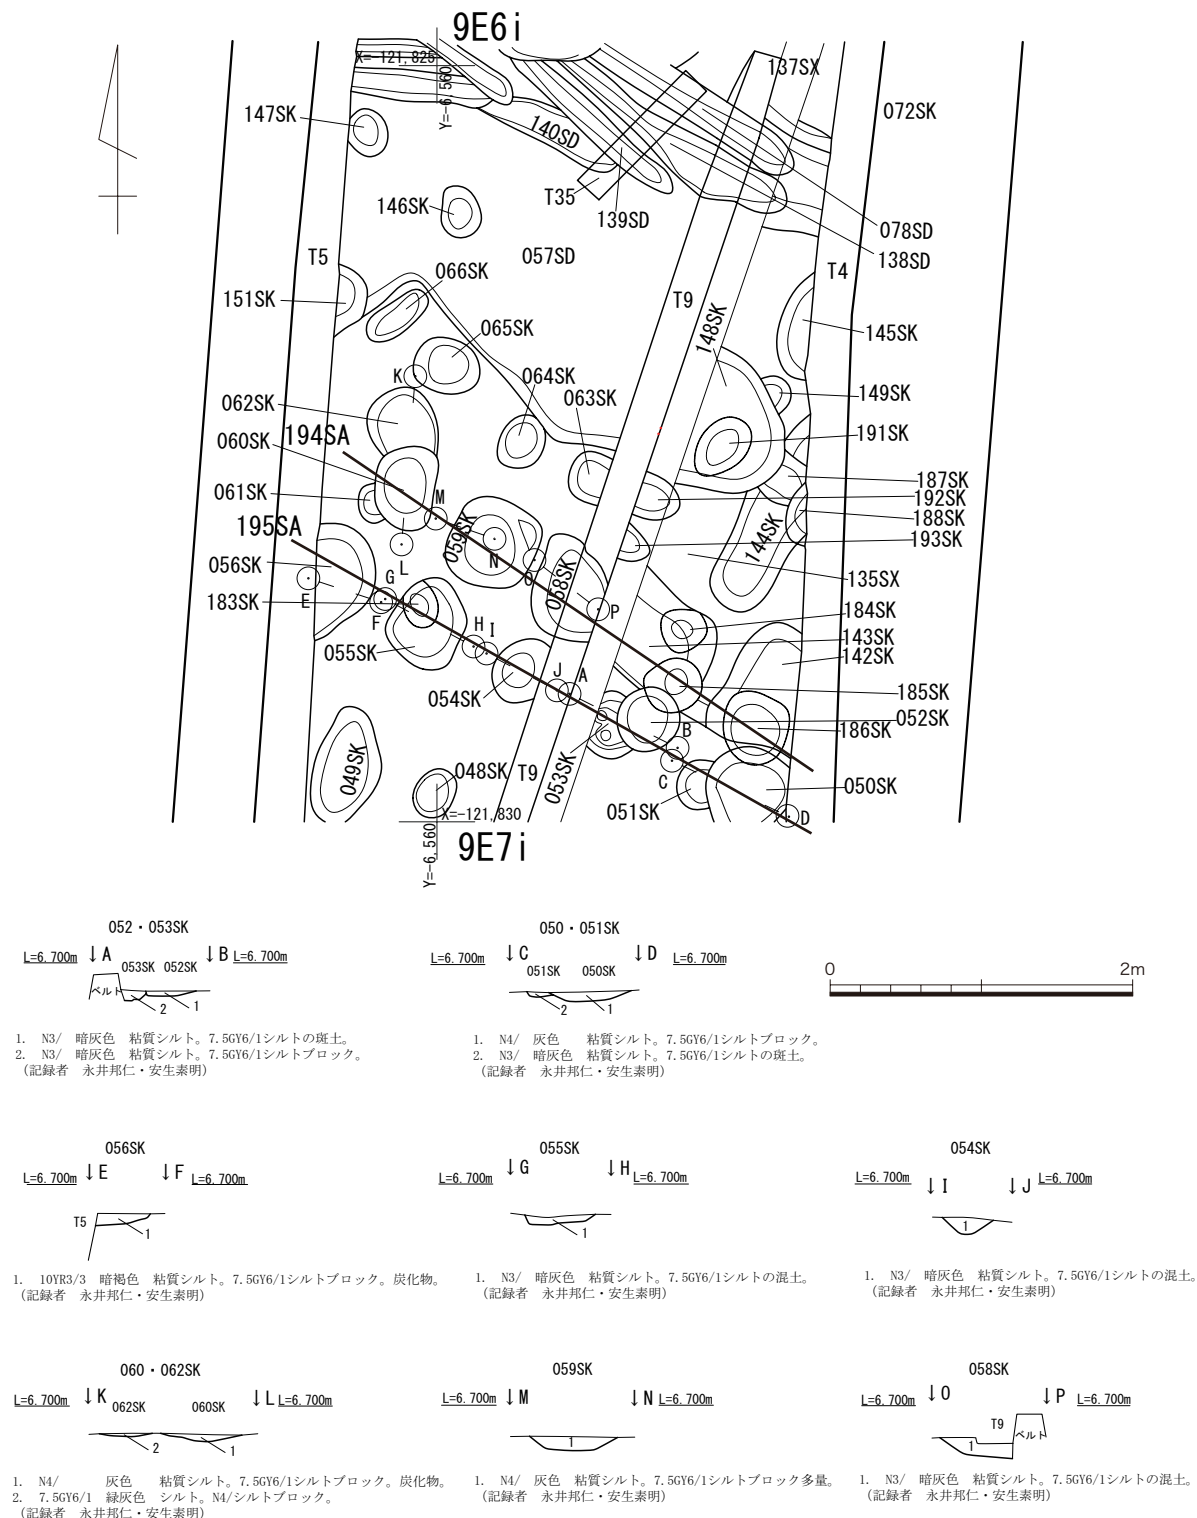 9E6i
X=-121,825
Y=-6,560
137SX
072SK
147SK
140SD
T35
139SD
146SK
078SD
057SD
138SD
T5
T4
066SK
151SK
T9
065SK
148SK
145SK
K
064SK
149SK
062SK
063SK
194SA
060SK
191SK
061SK
187SK
M
192SK
195SA
188SK
059SK
144SK
193SK
056SK
L
N
O
E
G
058SK
135SX
183SK
F
P
184SK
H I
143SK
055SK
142SK
J A
054SK
185SK
052SK
B
186SK
049SK
048SK
T9
053SK
C
050SK
051SK
X=-121,830
D
Y=-6,560
9E7i
052・053SK
L=6.700m ↓A ↓B L=6.700m
053SK 052SK
ベルト
2 1
1. N3/ 暗灰色 粘質シルト。7.5GY6/1シルトの斑土。
2. N3/ 暗灰色 粘質シルト。7.5GY6/1シルトブロック。
(記録者 永井邦仁・安生素明)
050・051SK
L=6.700m ↓C ↓D L=6.700m
051SK 050SK
2 1
1. N4/ 灰色 粘質シルト。7.5GY6/1シルトブロック。
2. N3/ 暗灰色 粘質シルト。7.5GY6/1シルトの斑土。
(記録者 永井邦仁・安生素明)
0 2m
056SK
L=6.700m ↓E ↓F L=6.700m
T5
1
1. 10YR3/3 暗褐色 粘質シルト。7.5GY6/1シルトブロック。炭化物。
(記録者 永井邦仁・安生素明)
055SK
L=6.700m ↓G ↓H L=6.700m
1
1. N3/ 暗灰色 粘質シルト。7.5GY6/1シルトの混土。
(記録者 永井邦仁・安生素明)
054SK
L=6.700m ↓I ↓J L=6.700m
1
1. N3/ 暗灰色 粘質シルト。7.5GY6/1シルトの混土。
(記録者 永井邦仁・安生素明)
060・062SK
L=6.700m ↓K ↓L L=6.700m
062SK 060SK
2 1
1. N4/ 灰色 粘質シルト。7.5GY6/1シルトブロック。炭化物。
2. 7.5GY6/1 緑灰色 シルト。N4/シルトブロック。
(記録者 永井邦仁・安生素明)
059SK
L=6.700m ↓M ↓N L=6.700m
1
1. N4/ 灰色 粘質シルト。7.5GY6/1シルトブロック多量。
(記録者 永井邦仁・安生素明)
058SK
L=6.700m ↓O ↓P L=6.700m
T9
ベルト
1
1. N3/ 暗灰色 粘質シルト。7.5GY6/1シルトの混土。
(記録者 永井邦仁・安生素明)